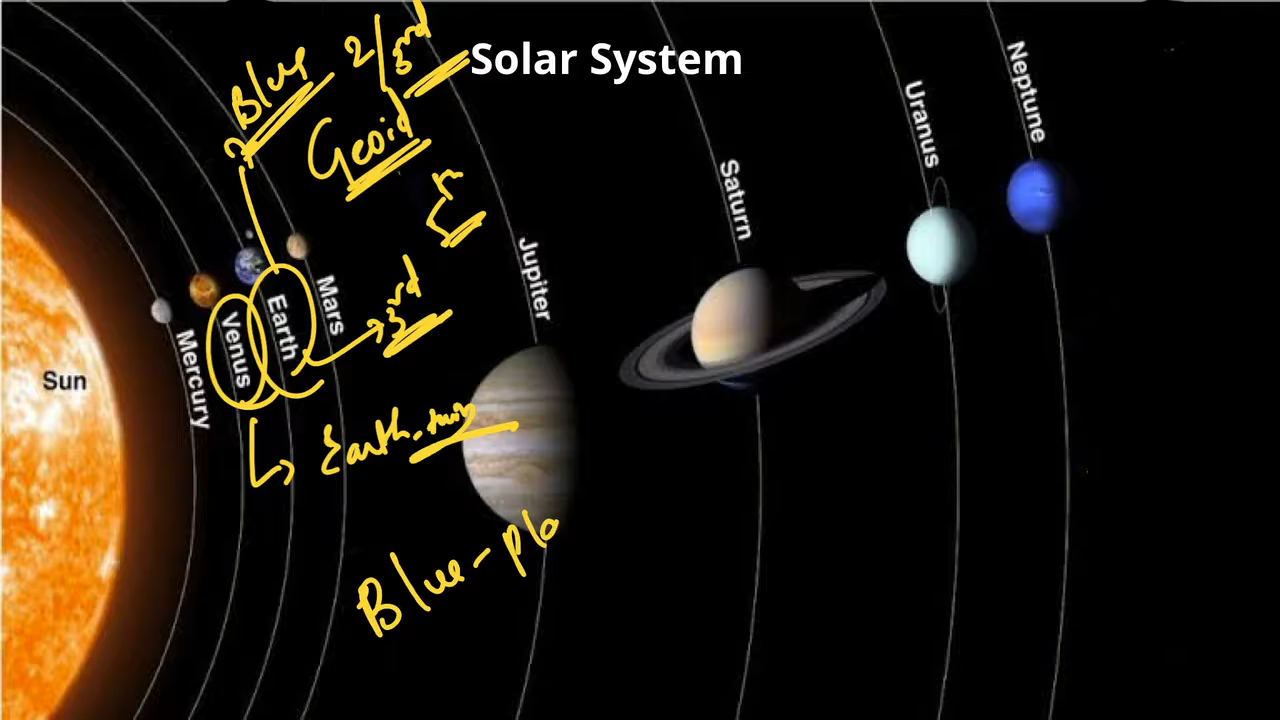 Solar System
Blue 2/3rd
Geoid
5th
3rd
Earth-twin
Blue-pla
Sun
Mercury
Venus
Earth
Mars
Jupiter
Saturn
Uranus
Neptune